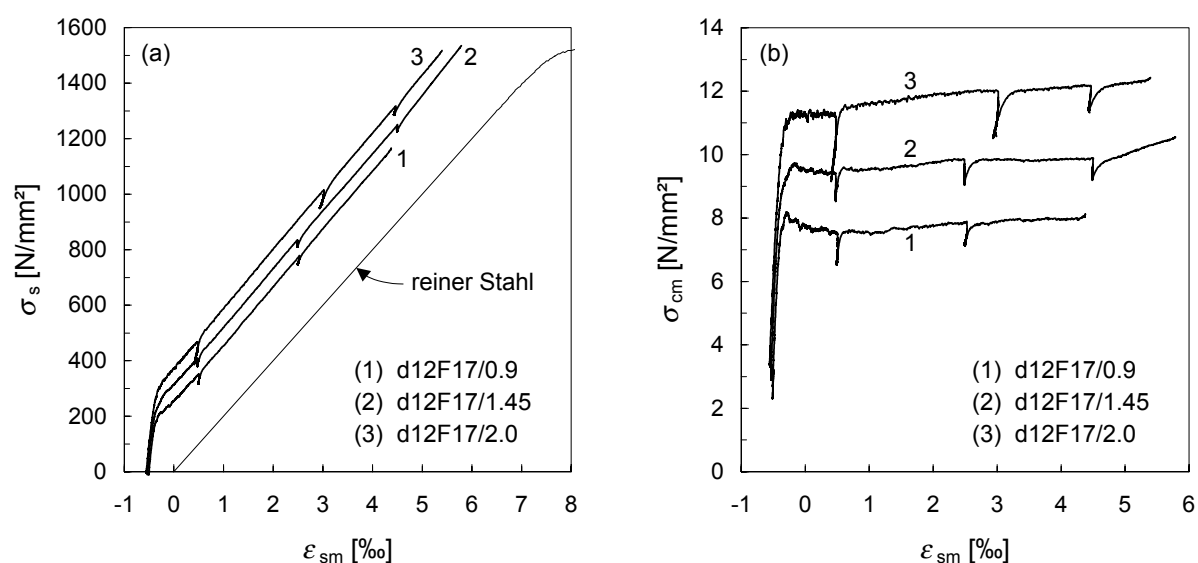 (a)
1600
1400
1200
1000
800
600
400
200
0
-1 0 1 2 3 4 5 6 7 8
σs [N/mm²]
εsm [‰]
3 2
1
reiner Stahl
(1) d12F17/0.9
(2) d12F17/1.45
(3) d12F17/2.0
(b)
14
12
10
8
6
4
2
0
-1 0 1 2 3 4 5 6
σcm [N/mm²]
εsm [‰]
3
2
1
(1) d12F17/0.9
(2) d12F17/1.45
(3) d12F17/2.0